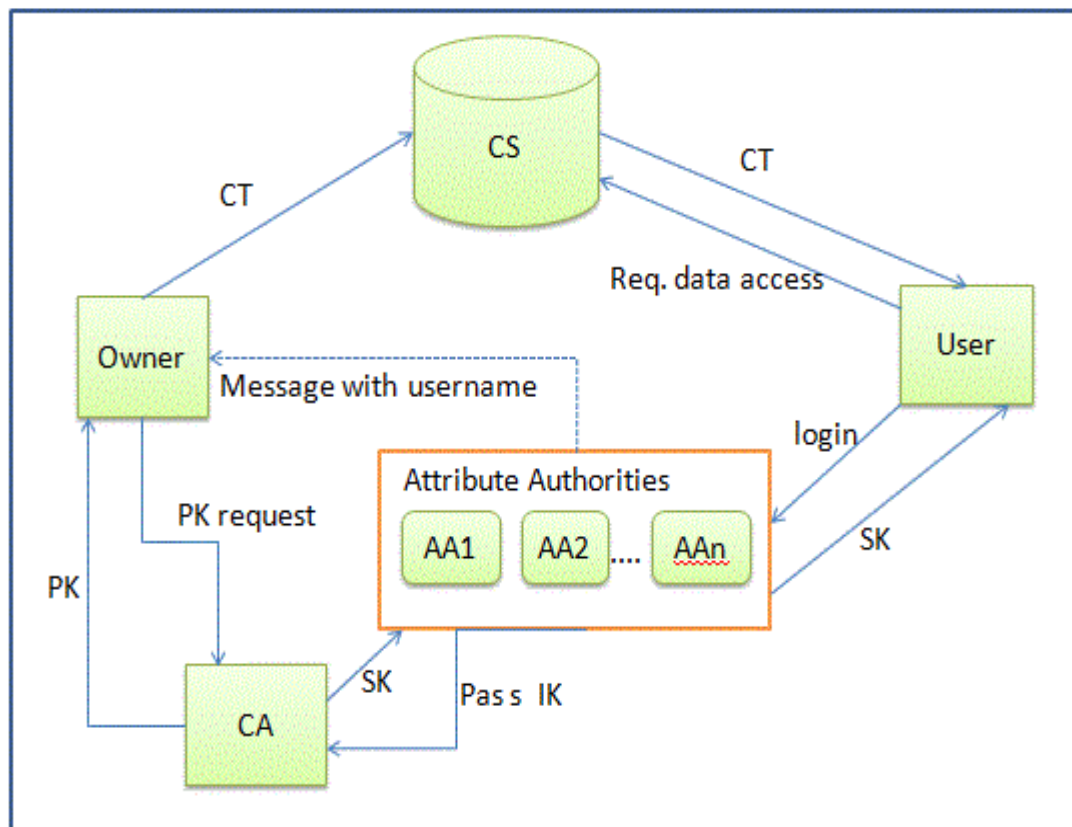 CS
CT
CT
Req. data access
Owner
User
Message with username
login
Attribute Authorities
PK request
AA1
AA2
....
AAn
SK
PK
SK
Pas s IK
CA